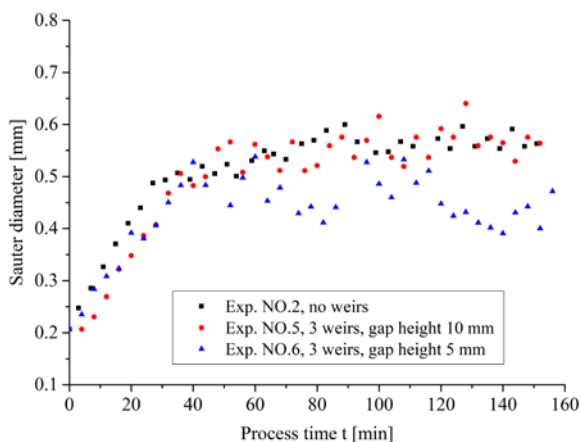 0.8
0.7
0.6
0.5
0.4
0.3
0.2
0.1
Sauter diameter [mm]
Exp. NO.2, no weirs
Exp. NO.5, 3 weirs, gap height 10 mm
Exp. NO.6, 3 weirs, gap height 5 mm
0 20 40 60 80 100 120 140 160
Process time t [min]